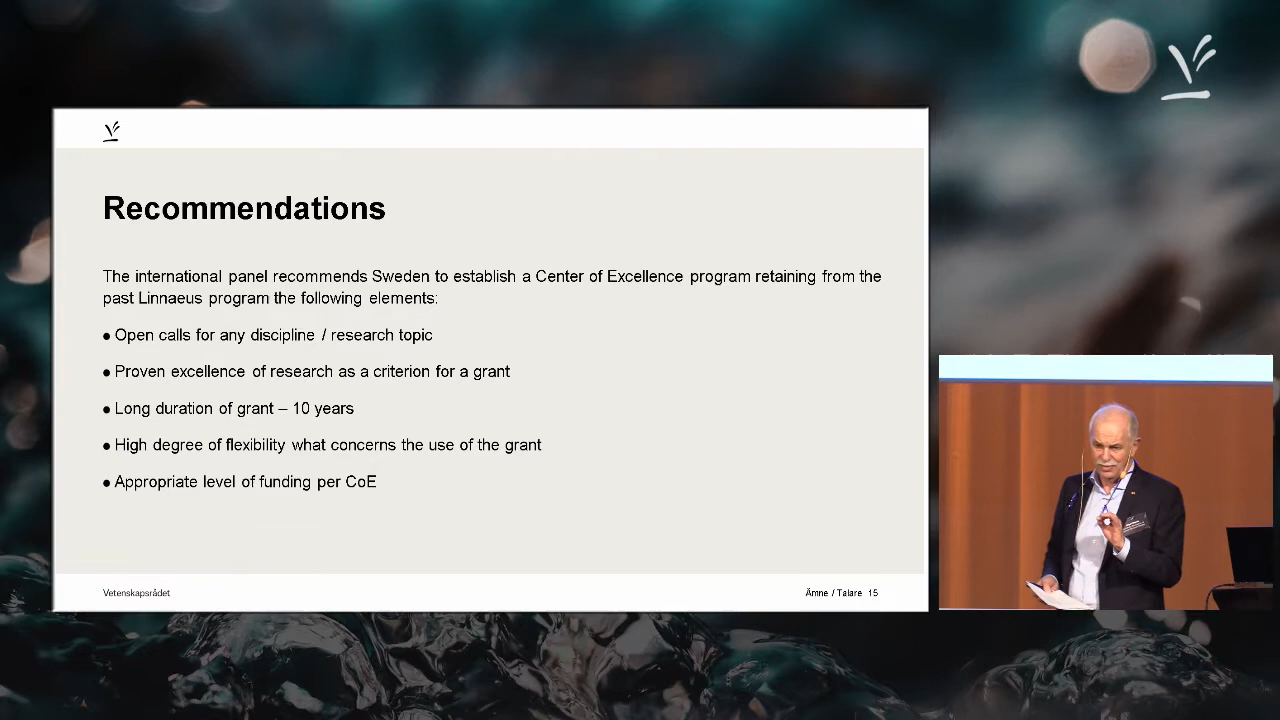 Recommendations
The international panel recommends Sweden to establish a Center of Excellence program retaining from the
past Linnaeus program the following elements:
● Open calls for any discipline / research topic
● Proven excellence of research as a criterion for a grant
● Long duration of grant – 10 years
● High degree of flexibility what concerns the use of the grant
● Appropriate level of funding per CoE
Vetenskapsrådet
Ämne / Talare 15